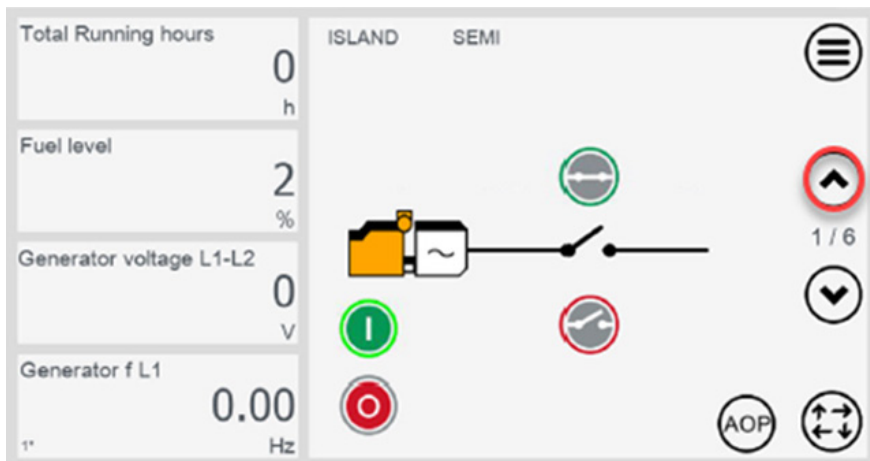 Total Running hours
0
h
Fuel level
2
%
Generator voltage L1-L2
0
V
Generator f L1
0.00
1*
Hz
ISLAND SEMI
1 / 6
I
O
AOP